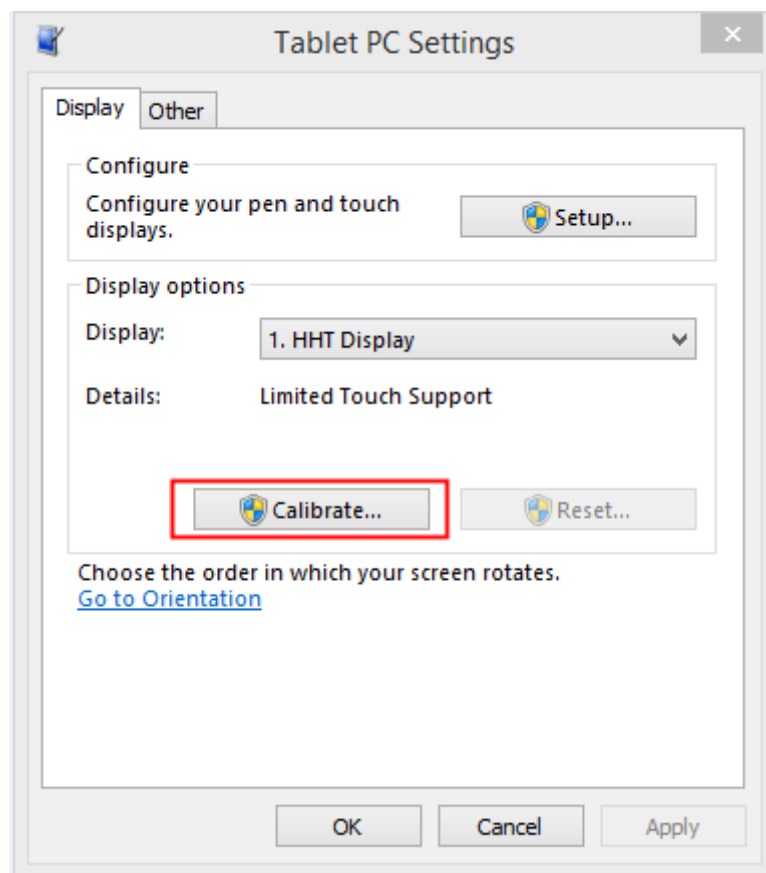 Tablet PC Settings
Display
Other
Configure
Configure your pen and touch
displays.
Setup...
Display options
Display:
1. HHT Display
Details:
Limited Touch Support
Calibrate...
Reset...
Choose the order in which your screen rotates.
Go to Orientation
OK
Cancel
Apply